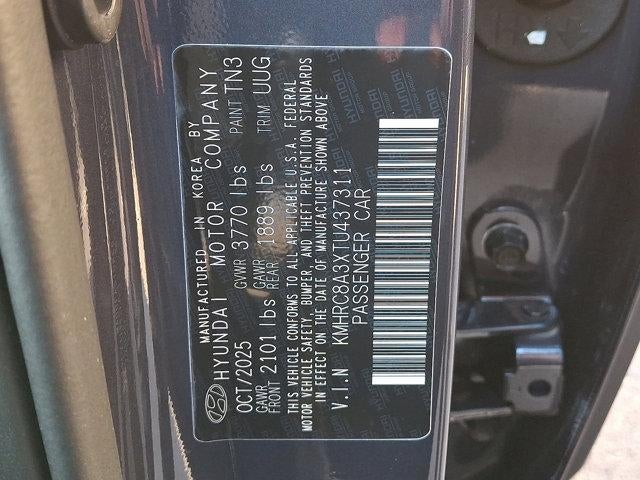 MANUFACTURED IN KOREA BY
HYUNDAI MOTOR COMPANY
OCT/2025 GVWR 3770 lbs PAINT TN3
GAWR FRONT 2101 lbs GAWR REAR 1889 lbs TRIM UUG
THIS VEHICLE CONFORMS TO ALL APPLICABLE U.S.A. FEDERAL
MOTOR VEHICLE SAFETY, BUMPER, AND THEFT PREVENTION STANDARDS
IN EFFECT ON THE DATE OF MANUFACTURE SHOWN ABOVE
V.I.N KMHRC8A3XTU437311
PASSENGER CAR